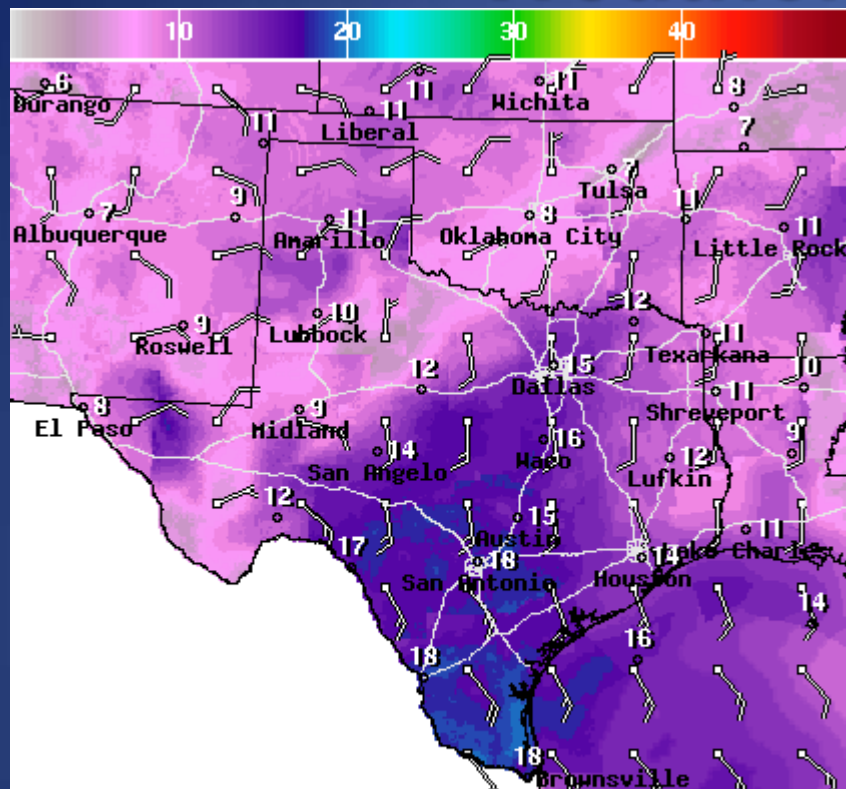 10 20 30 40
6 11 11 8
Durango Wichita
11
Liberal
11 7
7
Tulsa
7 9 11 8 11 11
Albuquerque Amarillo Oklahoma City Little Rock
10 12
9 Lubbock 11
Roswell Texarkana
12 15 10
Dallas 11
8 9 Shreveport
El Paso Midland
14 16 9
San Angelo Waco 12
Lufkin
12 15 11
Austin
17 18 14 Lake Charles
San Antonio Houston
14
16
18
18
Brownsville